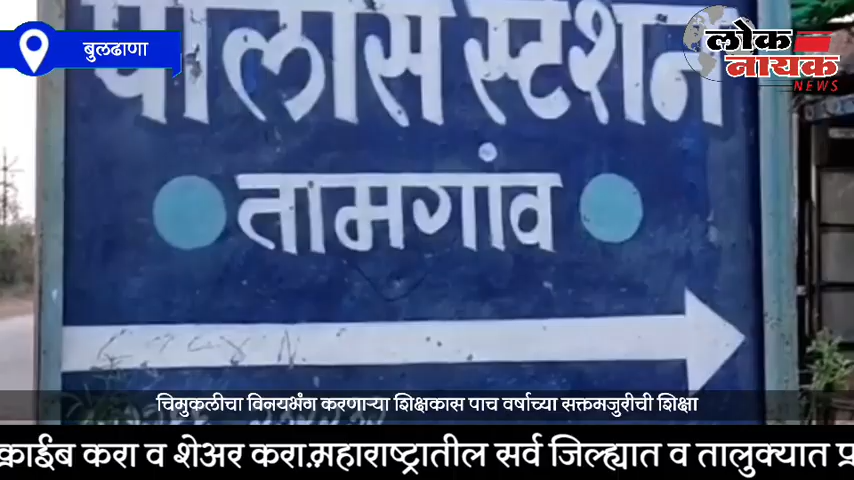 बुलढाणा
पोलीस स्टेशन
लोक
नायक
NEWS
तामगांव
चिमुकलीचा विनयभंग करणाऱ्या शिक्षकास पाच वर्षाच्या सक्तमजुरीची शिक्षा
क्राईब करा व शेअर करा.महाराष्ट्रातील सर्व जिल्ह्यात व तालुक्यात प्र